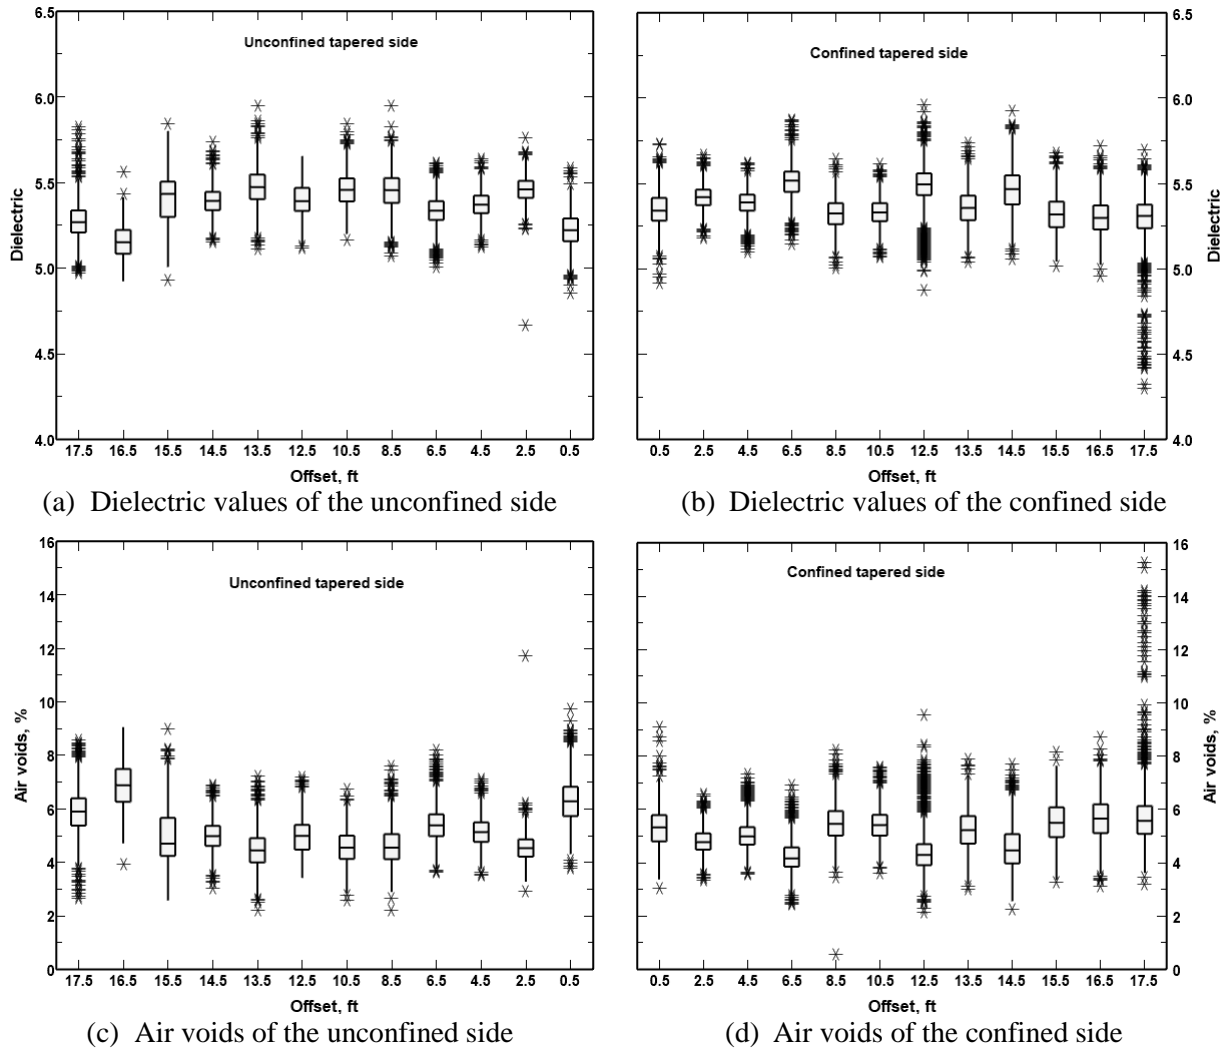 6.5
6.0
5.5
5.0
4.5
4.0
Dielectric
Unconfined tapered side
17.5 16.5 15.5 14.5 13.5 12.5 10.5 8.5 6.5 4.5 2.5 0.5
Offset, ft
(a) Dielectric values of the unconfined side
Confined tapered side
6.5
6.0
5.5
5.0
4.5
4.0
Dielectric
0.5 2.5 4.5 6.5 8.5 10.5 12.5 13.5 14.5 15.5 16.5 17.5
Offset, ft
(b) Dielectric values of the confined side
16
14
12
10
8
6
4
2
0
Air voids, %
Unconfined tapered side
17.5 16.5 15.5 14.5 13.5 12.5 10.5 8.5 6.5 4.5 2.5 0.5
Offset, ft
(c) Air voids of the unconfined side
Confined tapered side
16
14
12
10
8
6
4
2
0
Air voids, %
0.5 2.5 4.5 6.5 8.5 10.5 12.5 13.5 14.5 15.5 16.5 17.5
Offset, ft
(d) Air voids of the confined side